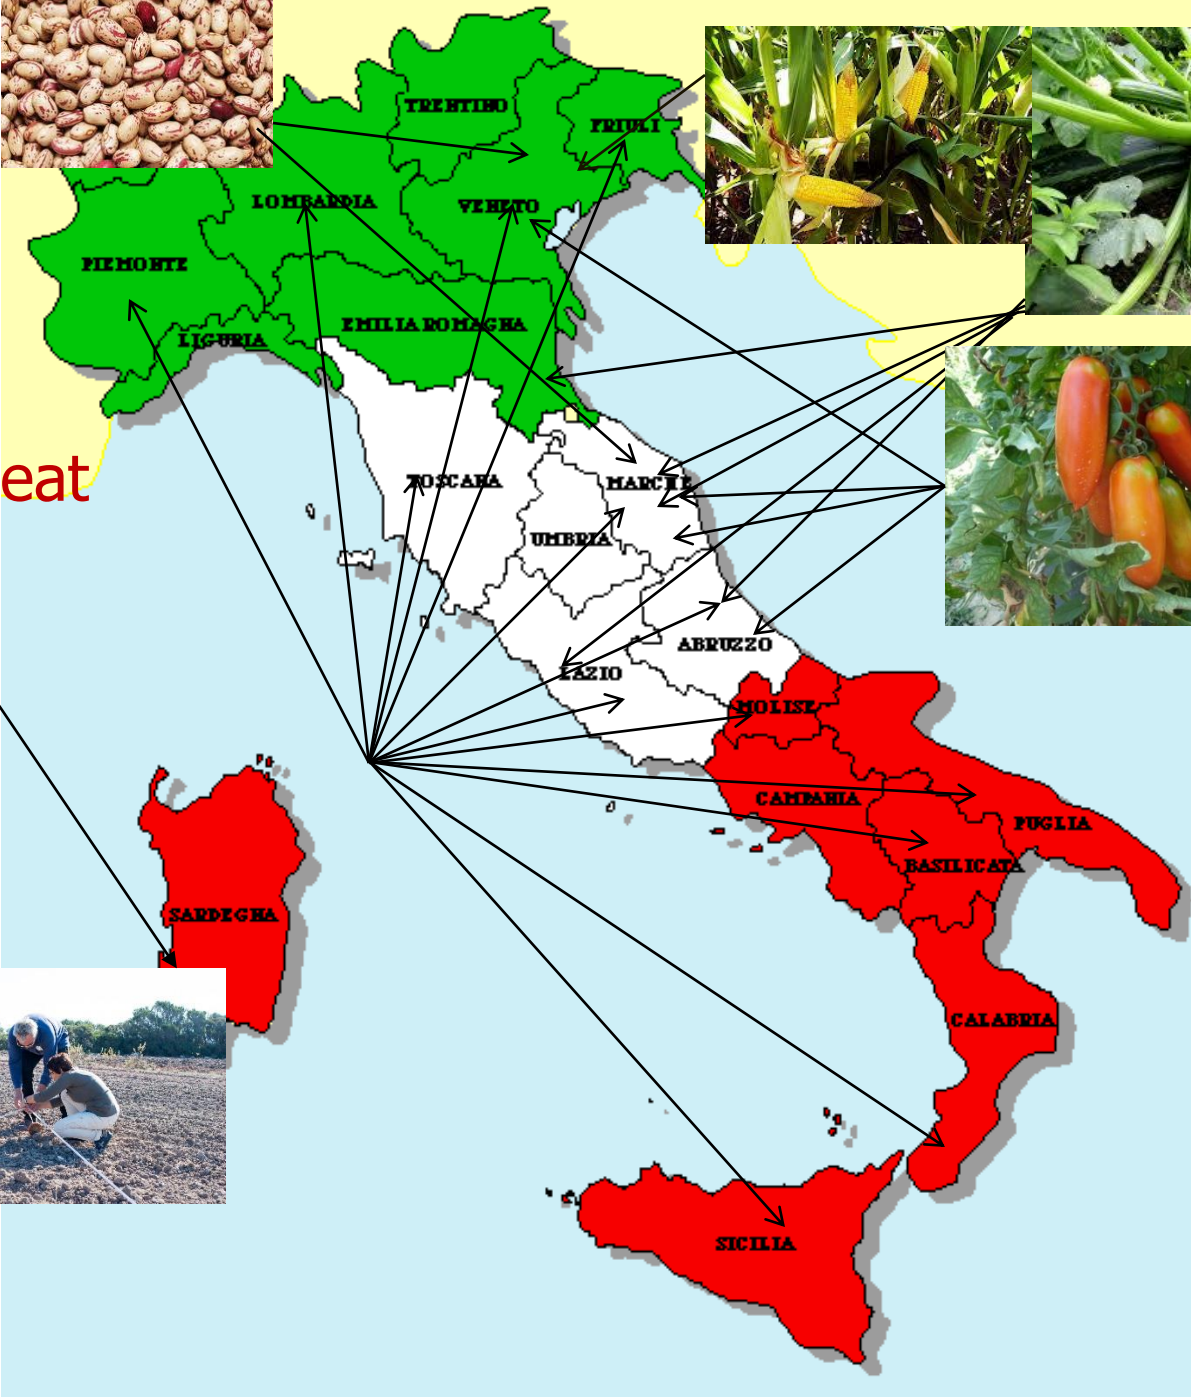 TRENTINO
FRIULI
LOMBARDIA
VENETO
PIEMONTE
EMILIA ROMAGNA
LIGURIA
eat
TOSCANA
MARCHE
UMBRIA
ABRUZZO
LAZIO
MOLISE
CAMPANIA
PUGLIA
BASILICATA
SARDEGNA
CALABRIA
SICILIA